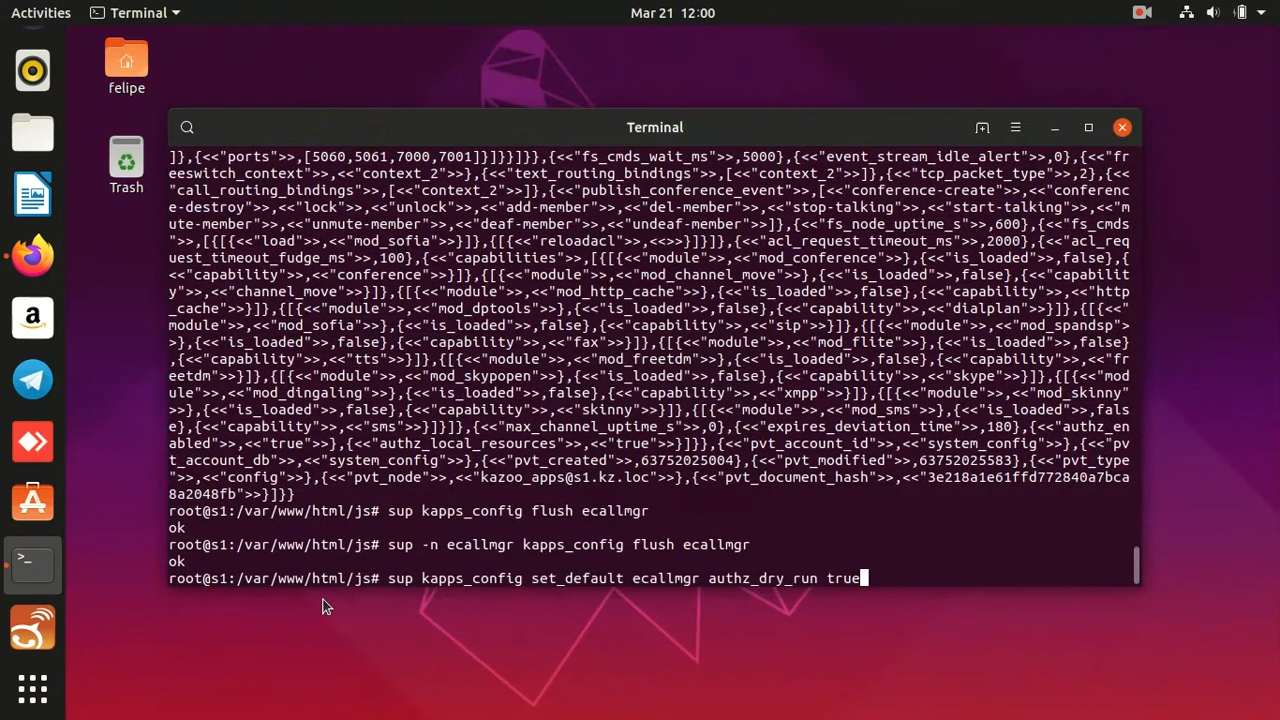 Activities
Terminal
Mar 21 12:00
felipe
Trash
Terminal
]},{<<"ports">>,[5060,5061,7000,7001]}]}]}},{<<"fs_cmds_wait_ms">>,5000},{<<"event_stream_idle_alert">>,0},{<<"fr
eeswitch_context">>,<<"context_2">>},{<<"text_routing_bindings">>,[<<"context_2">>]},{<<"tcp_packet_type">>,2},{<<
"call_routing_bindings">>,[<<"context_2">>]},{<<"publish_conference_event">>,[<<"conference-create">>,<<"conferenc
e-destroy">>,<<"lock">>,<<"unlock">>,<<"add-member">>,<<"del-member">>,<<"stop-talking">>,<<"start-talking">>,<<"m
ute-member">>,<<"unmute-member">>,<<"deaf-member">>,<<"undeaf-member">>]},{<<"fs_node_uptime_s">>,600},{<<"fs_cmds
">>,[{[{<<"load">>,<<"mod_sofia">>}]},{[{<<"reloadacl">>,<<>>}]}]},{<<"acl_request_timeout_ms">>,2000},{<<"acl_req
uest_timeout_fudge_ms">>,100},{<<"capabilities">>,[{[{<<"module">>,<<"mod_conference">>},{<<"is_loaded">>,false},{
<<"capability">>,<<"conference">>}]},{[{<<"module">>,<<"mod_channel_move">>},{<<"is_loaded">>,false},{<<"capabilit
y">>,<<"channel_move">>}]},{[{<<"module">>,<<"mod_http_cache">>},{<<"is_loaded">>,false},{<<"capability">>,<<"http
_cache">>}]},{[{<<"module">>,<<"mod_dptools">>},{<<"is_loaded">>,false},{<<"capability">>,<<"dialplan">>}]},{[{<<"
module">>,<<"mod_sofia">>},{<<"is_loaded">>,false},{<<"capability">>,<<"sip">>}]},{[{<<"module">>,<<"mod_spandsp">
>},{<<"is_loaded">>,false},{<<"capability">>,<<"fax">>}]},{[{<<"module">>,<<"mod_flite">>},{<<"is_loaded">>,false}
,{<<"capability">>,<<"tts">>}]},{[{<<"module">>,<<"mod_freetdm">>},{<<"is_loaded">>,false},{<<"capability">>,<<"fr
eetdm">>}]},{[{<<"module">>,<<"mod_skypopen">>},{<<"is_loaded">>,false},{<<"capability">>,<<"skype">>}]},{[{<<"mod
ule">>,<<"mod_dingaling">>},{<<"is_loaded">>,false},{<<"capability">>,<<"xmpp">>}]},{[{<<"module">>,<<"mod_skinny"
>>},{<<"is_loaded">>,false},{<<"capability">>,<<"skinny">>}]},{[{<<"module">>,<<"mod_sms">>},{<<"is_loaded">>,fals
e},{<<"capability">>,<<"sms">>}]}]},{<<"max_channel_uptime_s">>,0},{<<"expires_deviation_time">>,180},{<<"authz_en
abled">>,<<"true">>},{<<"authz_local_resources">>,<<"true">>}]}},{<<"pvt_account_id">>,<<"system_config">>},{<<"pv
t_account_db">>,<<"system_config">>},{<<"pvt_created">>,63752025004},{<<"pvt_modified">>,63752025583},{<<"pvt_type
">>,<<"config">>},{<<"pvt_node">>,<<"kazoo_apps@s1.kz.loc">>},{<<"pvt_document_hash">>,<<"3e218a1e61ffd772840a7bca
8a2048fb">>}]}}
root@s1:/var/www/html/js# sup kapps_config flush ecallmgr
ok
root@s1:/var/www/html/js# sup -n ecallmgr kapps_config flush ecallmgr
ok
root@s1:/var/www/html/js# sup kapps_config set_default ecallmgr authz_dry_run true